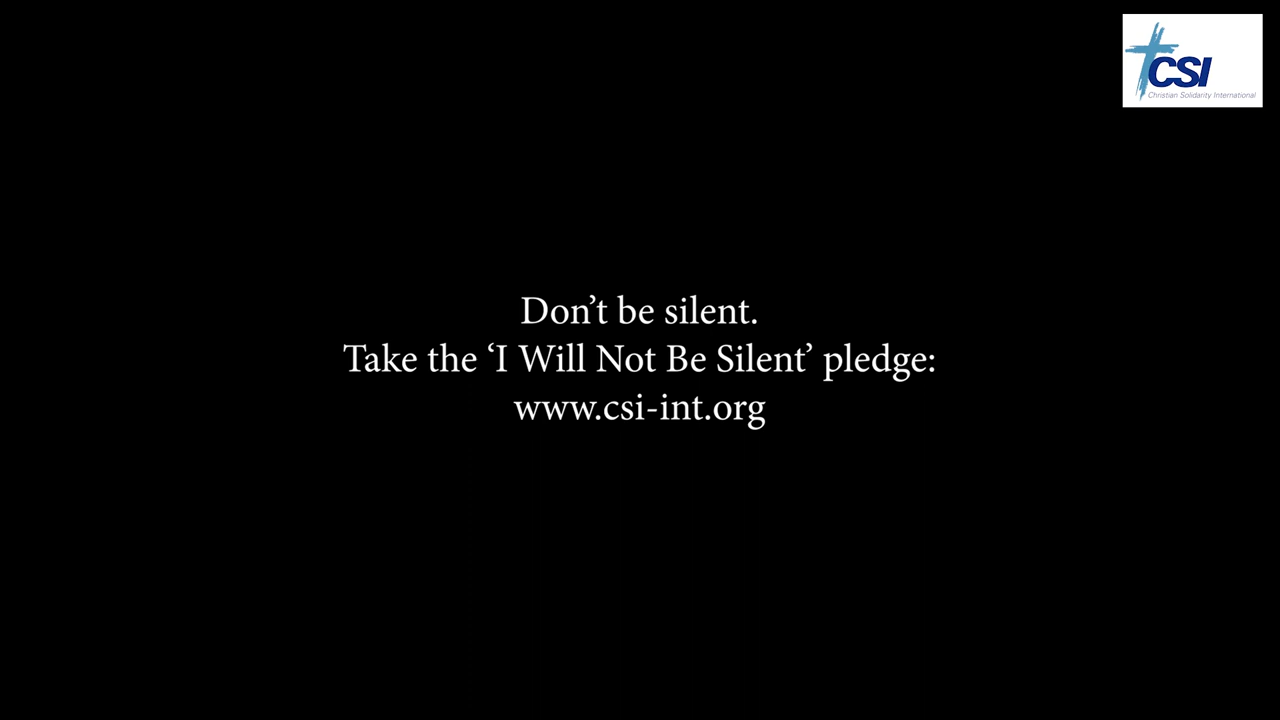 CSI
Christian Solidarity International
Don’t be silent.
Take the ‘I Will Not Be Silent’ pledge:
www.csi-int.org